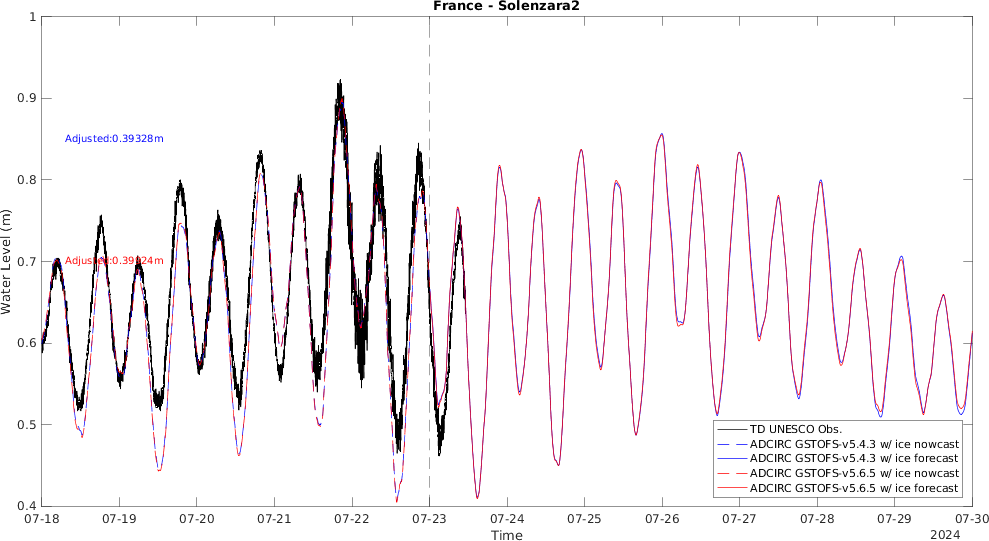 France - Solenzara2
1
0.9
0.8
0.7
0.6
0.5
0.4
Water Level (m)
Adjusted:0.39328m
Adjusted:0.39924m
TD UNESCO Obs.
ADCIRC GSTOFS-v5.4.3 w/ ice nowcast
ADCIRC GSTOFS-v5.4.3 w/ ice forecast
ADCIRC GSTOFS-v5.6.5 w/ ice nowcast
ADCIRC GSTOFS-v5.6.5 w/ ice forecast
07-18 07-19 07-20 07-21 07-22 07-23 07-24 07-25 07-26 07-27 07-28 07-29 07-30
Time
2024